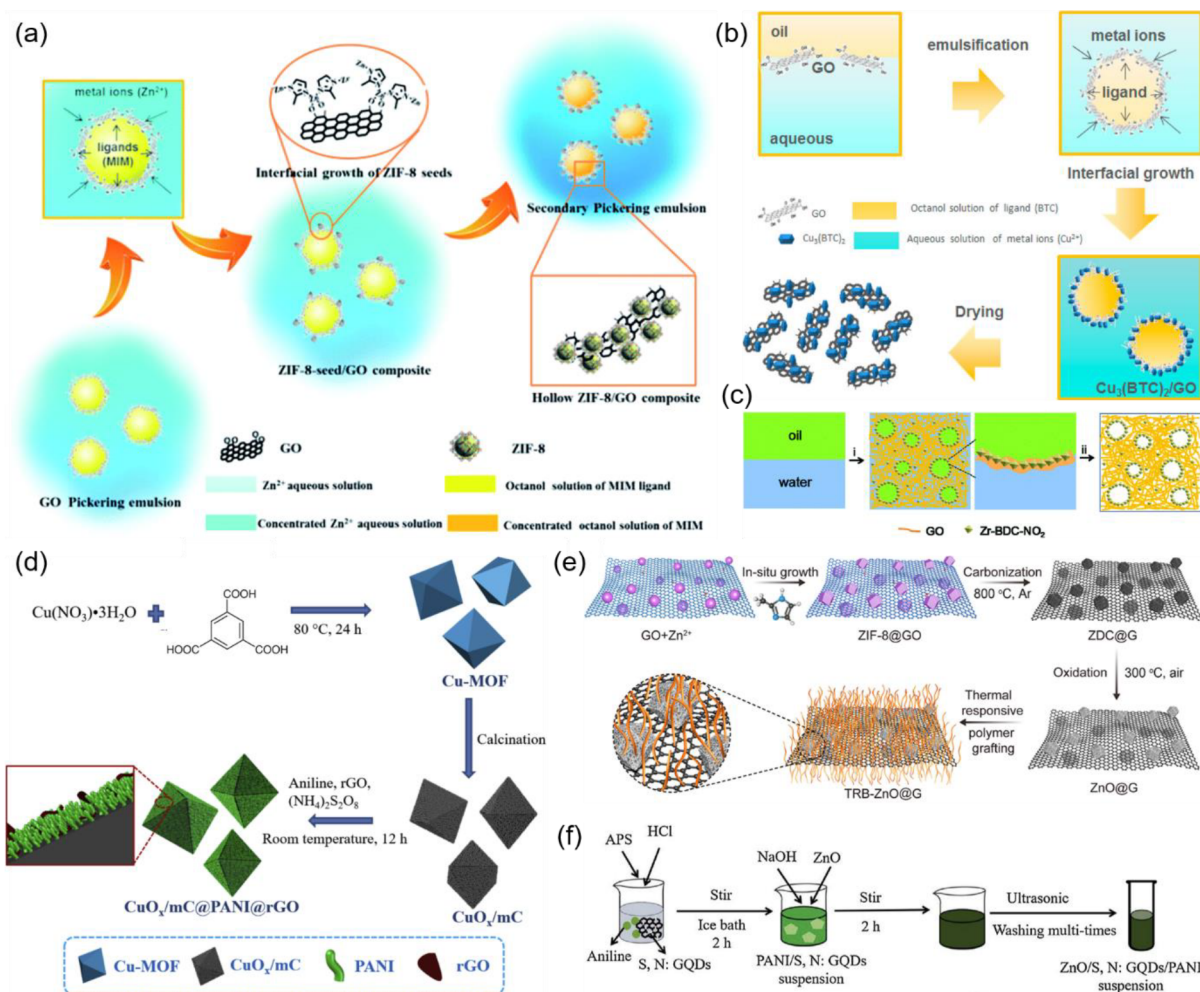 (a)
metal ions (Zn²⁺)
ligands
(MIM)
Interfacial growth of ZIF-8 seeds
Secondary Pickering emulsion
ZIF-8-seed/GO composite
Hollow ZIF-8/GO composite
GO Pickering emulsion
GO
ZIF-8
Zn²⁺ aqueous solution
Octanol solution of MIM ligand
Concentrated Zn²⁺ aqueous solution
Concentrated octanol solution of MIM
(b)
oil
GO
aqueous
emulsification
metal ions
ligand
Interfacial growth
GO
Octanol solution of ligand (BTC)
Cu₃(BTC)₂
Aqueous solution of metal ions (Cu²⁺)
Drying
Cu₃(BTC)₂/GO
(c)
oil
water
i
ii
GO
Zr-BDC-NO₂
(d)
Cu(NO₃)•3H₂O
COOH
HOOC
COOH
80 °C, 24 h
Cu-MOF
Calcination
Aniline, rGO,
(NH₄)₂S₂O₈
Room temperature, 12 h
CuOₓ/mC@PANI@rGO
CuOₓ/mC
Cu-MOF
CuOₓ/mC
PANI
rGO
(e)
In-situ growth
Carbonization
800 °C, Ar
GO+Zn²⁺
ZIF-8@GO
ZDC@G
Oxidation
300 °C, air
Thermal
responsive
polymer
grafting
TRB-ZnO@G
ZnO@G
(f)
APS
HCl
NaOH
ZnO
Stir
Ice bath
2 h
Stir
2 h
Ultrasonic
Washing multi-times
Aniline
S, N: GQDs
PANI/S, N: GQDs
suspension
ZnO/S, N: GQDs/PANI
suspension